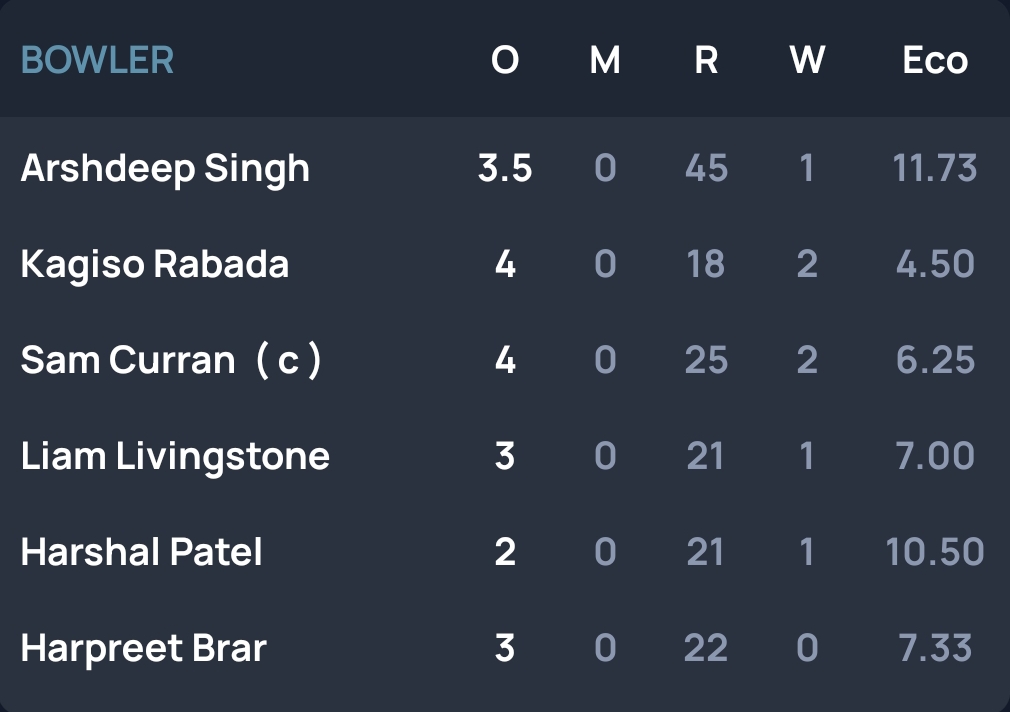 BOWLER O M R W Eco
Arshdeep Singh 3.5 0 45 1 11.73
Kagiso Rabada 4 0 18 2 4.50
Sam Curran ( c ) 4 0 25 2 6.25
Liam Livingstone 3 0 21 1 7.00
Harshal Patel 2 0 21 1 10.50
Harpreet Brar 3 0 22 0 7.33